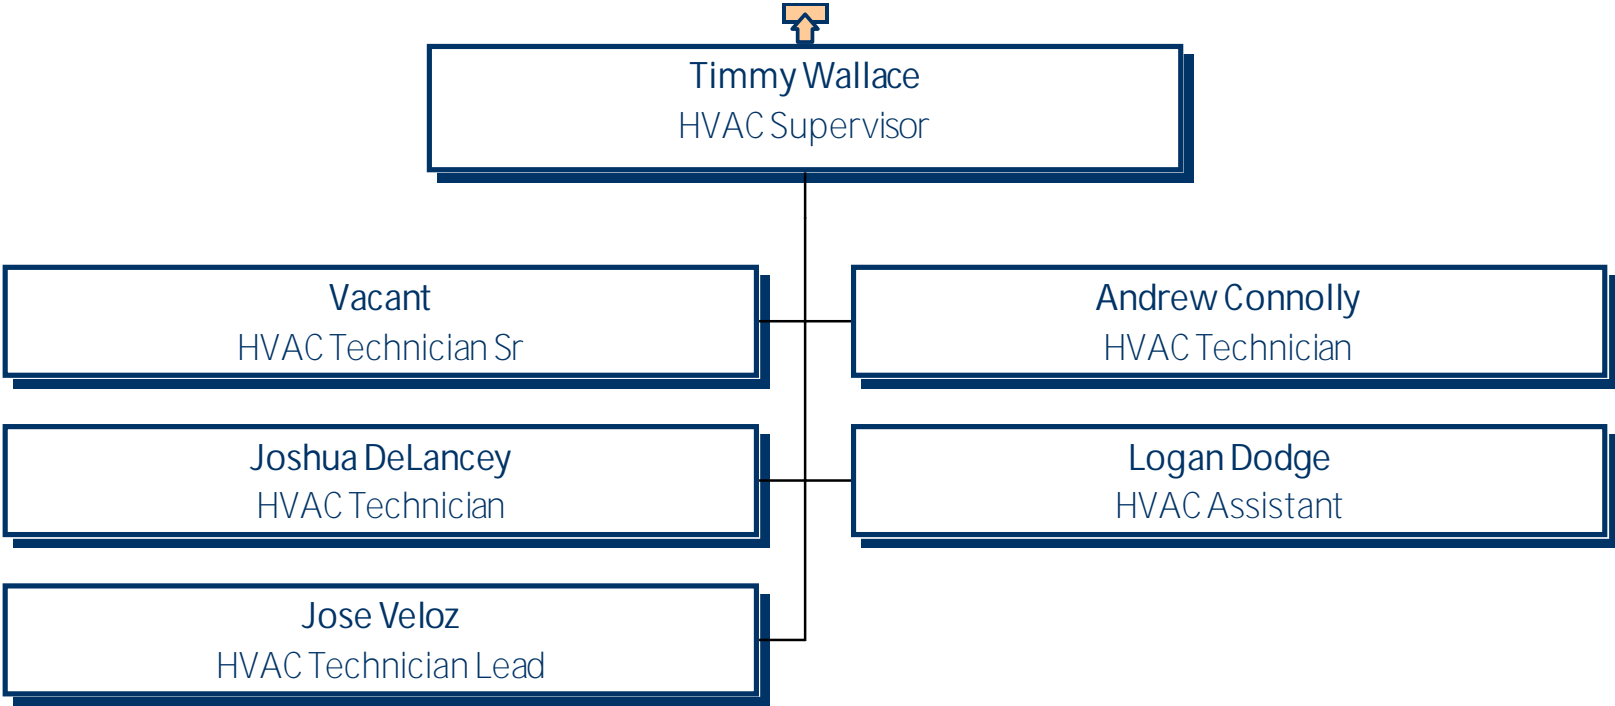 Timmy Wallace
HVAC Supervisor
Vacant
HVAC Technician Sr
Andrew Connolly
HVAC Technician
Joshua DeLancey
HVAC Technician
Logan Dodge
HVAC Assistant
Jose Veloz
HVAC Technician Lead